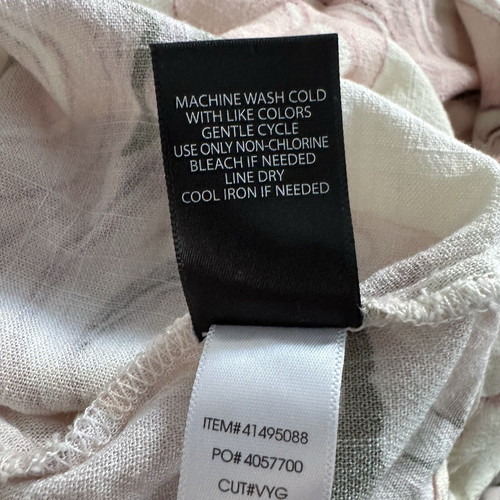 MACHINE WASH COLD
WITH LIKE COLORS
GENTLE CYCLE
USE ONLY NON-CHLORINE
BLEACH IF NEEDED
LINE DRY
COOL IRON IF NEEDED
ITEM#41495088
PO# 4057700
CUT#VYG